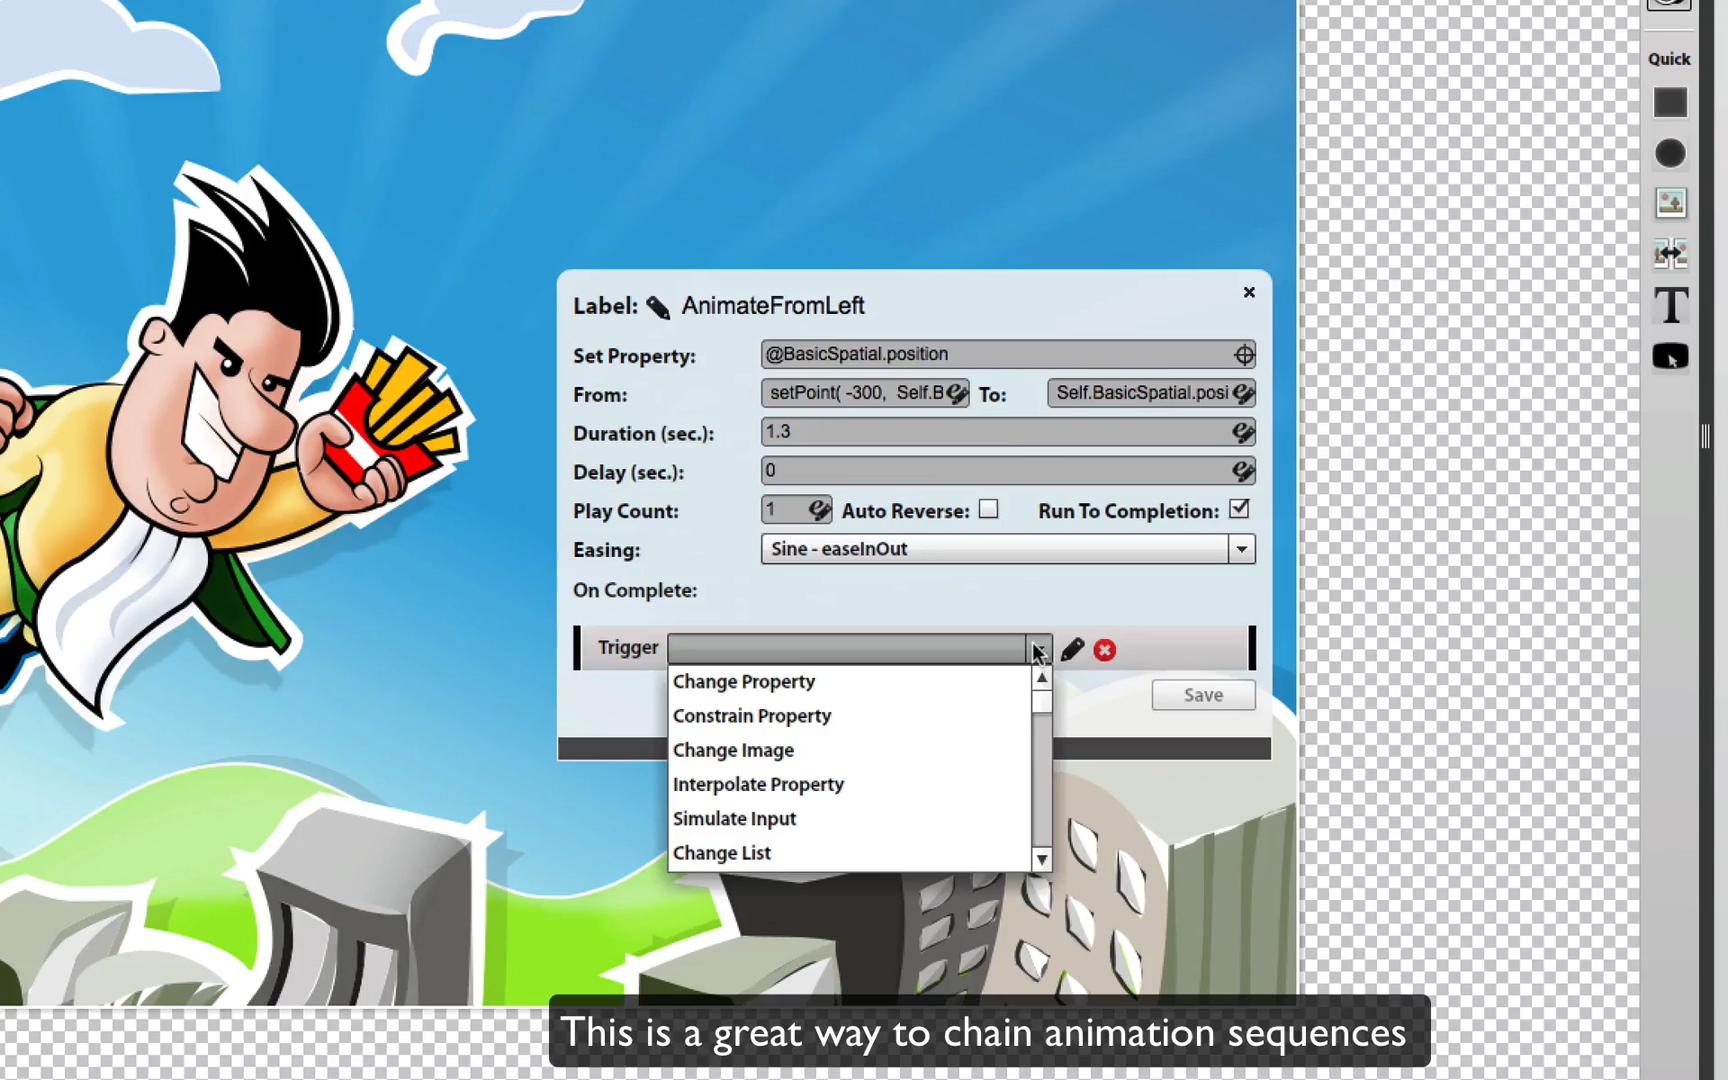 Quick
T
Label: AnimateFromLeft
Set Property: @BasicSpatial.position
From: setPoint( -300, Self.B To: Self.BasicSpatial.posi
Duration (sec.): 1.3
Delay (sec.): 0
Play Count: 1 Auto Reverse: Run To Completion:
Easing: Sine - easeInOut
On Complete:
Trigger
Change Property
Constrain Property
Change Image
Interpolate Property
Simulate Input
Change List
Save
This is a great way to chain animation sequences